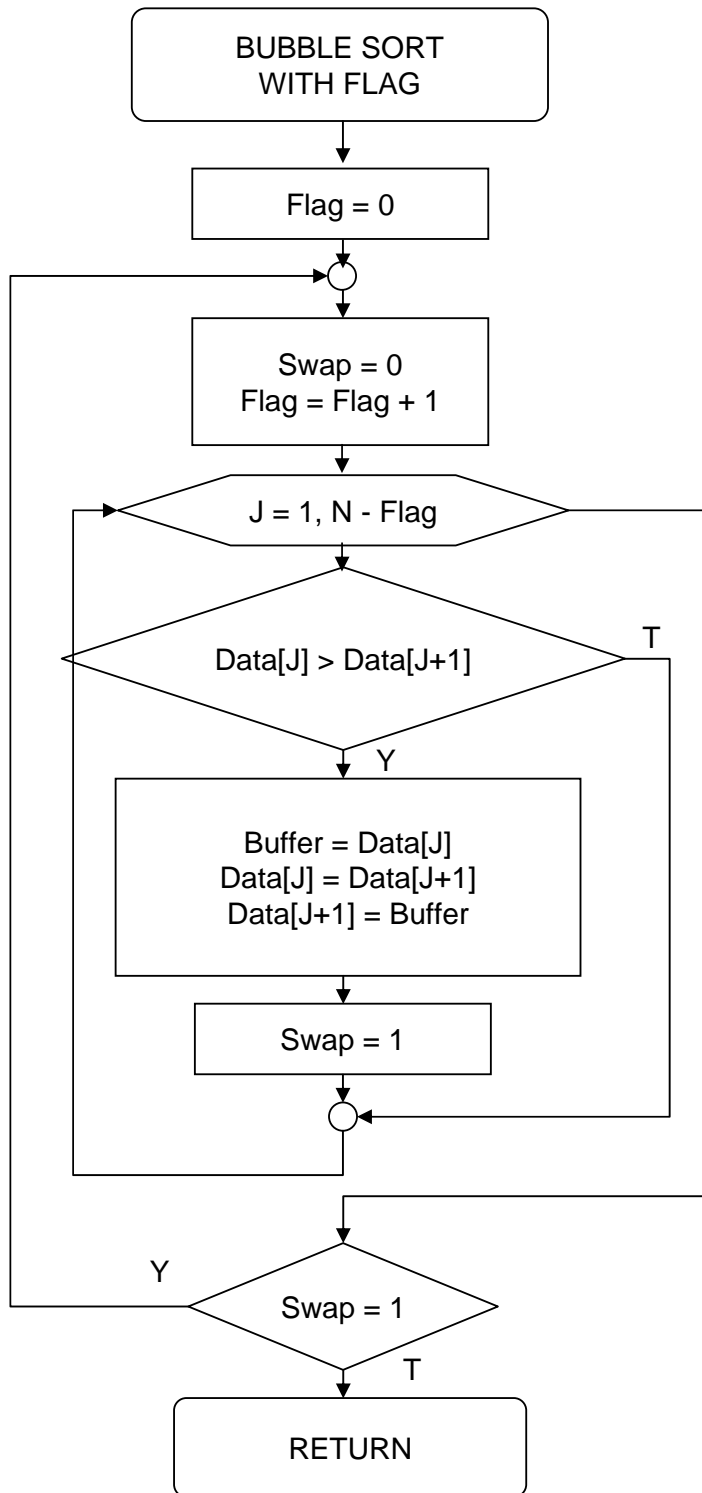 BUBBLE SORT
WITH FLAG
Flag = 0
Swap = 0
Flag = Flag + 1
J = 1, N - Flag
Data[J] > Data[J+1]
T
Y
Buffer = Data[J]
Data[J] = Data[J+1]
Data[J+1] = Buffer
Swap = 1
Y
Swap = 1
T
RETURN